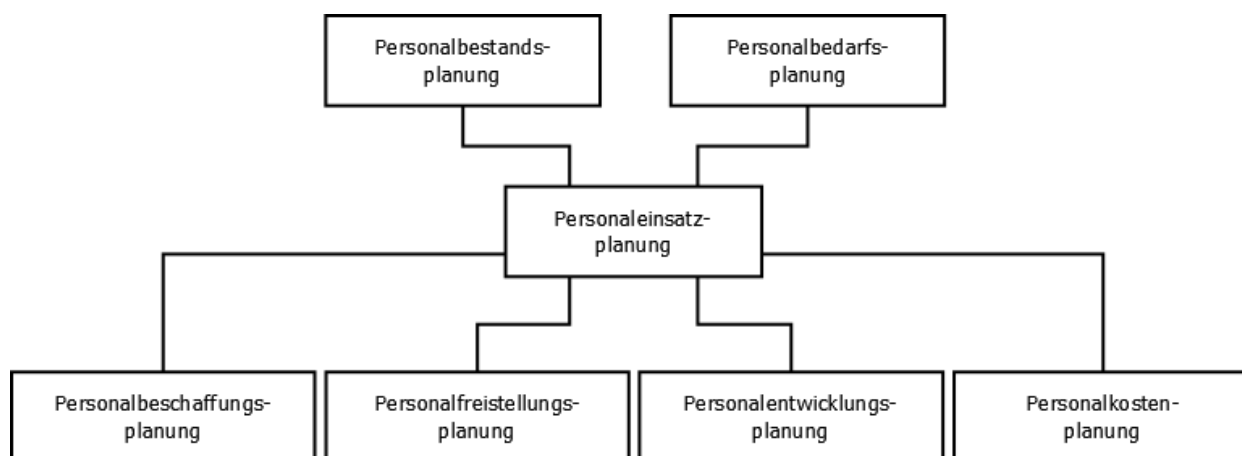 Personalbestands-
planung
Personalbedarfs-
planung
Personaleinsatz-
planung
Personalbeschaffungs-
planung
Personalfreistellungs-
planung
Personalentwicklungs-
planung
Personalkosten-
planung